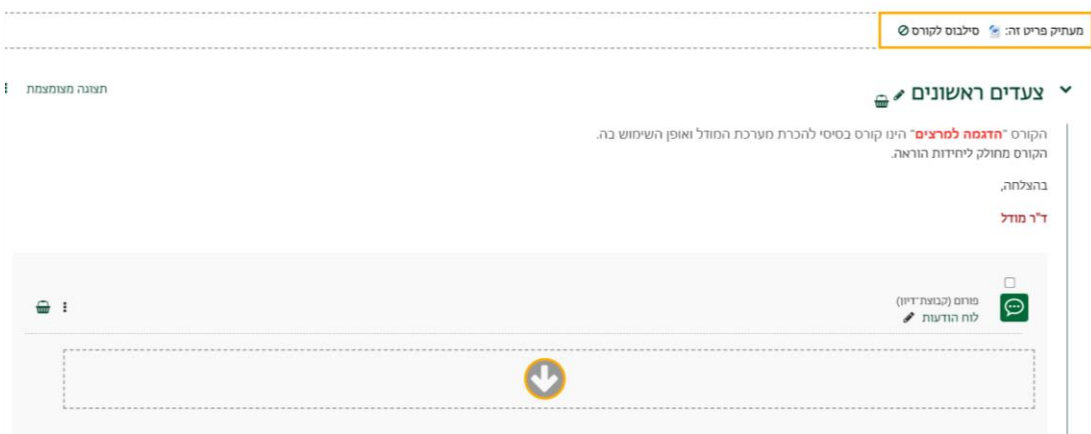 מעתיק פריט זה: סילבוס לקורס
צעדים ראשונים
תצוגה מצומצמת
הקורס "הדגמה למרצים" הינו קורס בסיסי להכרת מערכת המודל ואופן השימוש בה.
הקורס מחולק ליחידות הוראה.
בהצלחה,
ד"ר מודל
פורום (קבוצת־דיון)
לוח הודעות